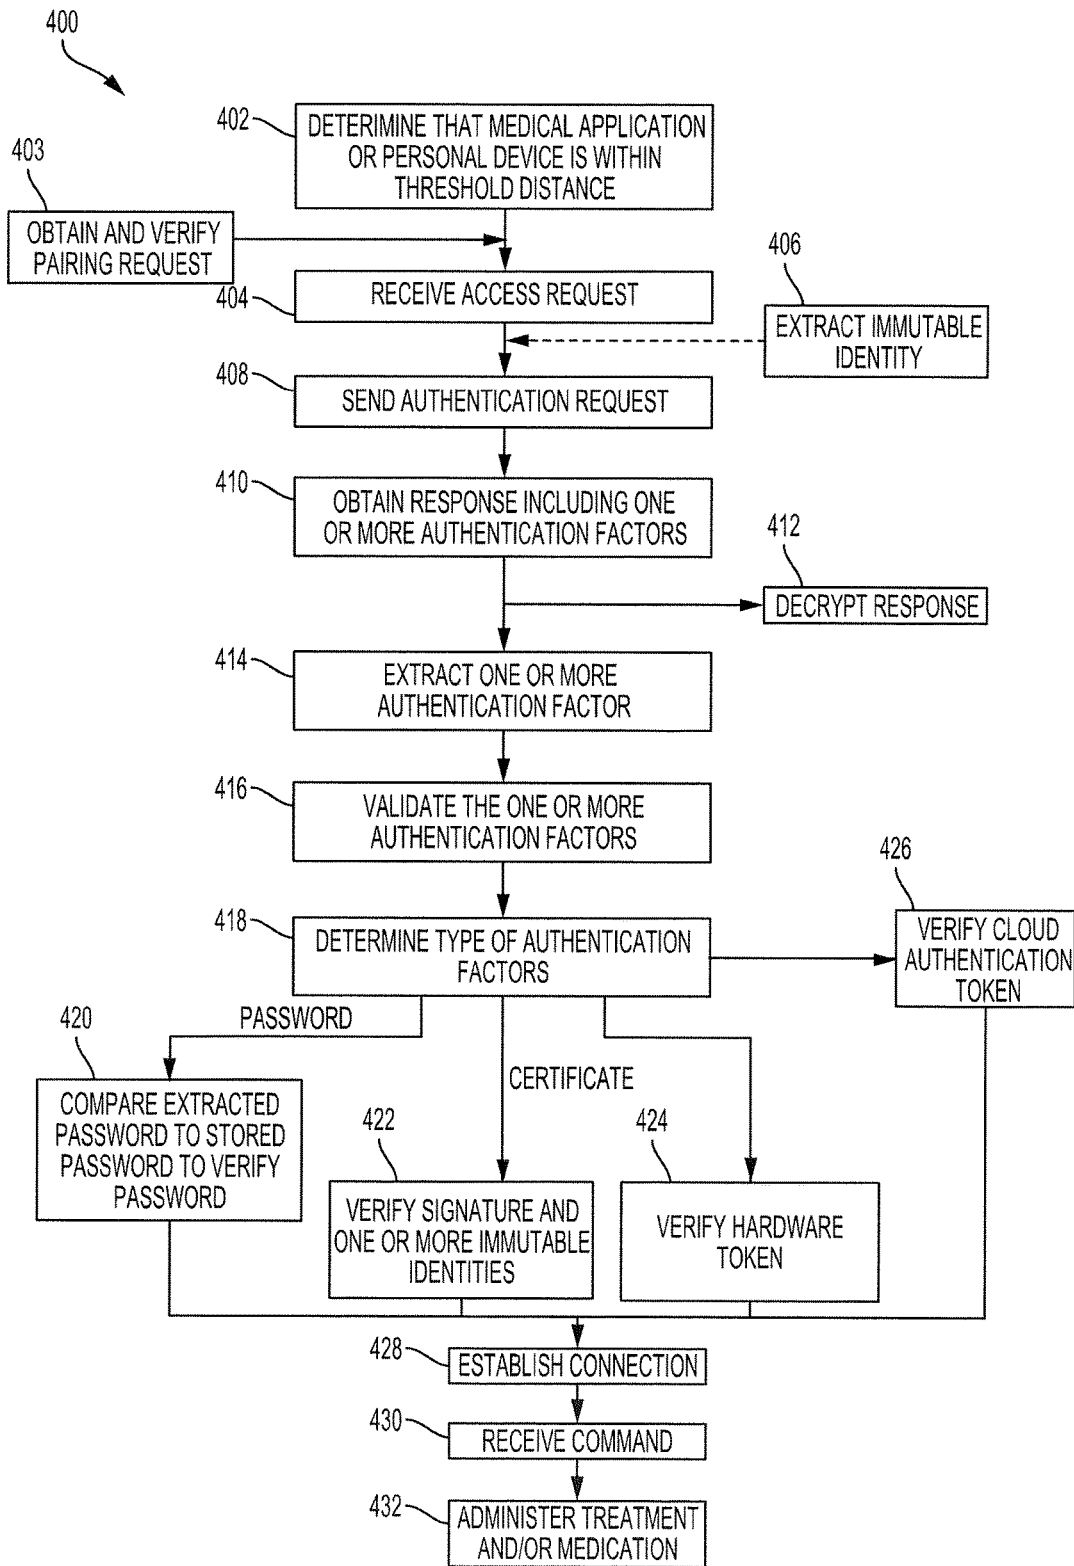 400
402
DETERIMINE THAT MEDICAL APPLICATION
OR PERSONAL DEVICE IS WITHIN
THRESHOLD DISTANCE
403
OBTAIN AND VERIFY
PAIRING REQUEST
404
RECEIVE ACCESS REQUEST
406
EXTRACT IMMUTABLE
IDENTITY
408
SEND AUTHENTICATION REQUEST
410
OBTAIN RESPONSE INCLUDING ONE
OR MORE AUTHENTICATION FACTORS
412
DECRYPT RESPONSE
414
EXTRACT ONE OR MORE
AUTHENTICATION FACTOR
416
VALIDATE THE ONE OR MORE
AUTHENTICATION FACTORS
418
DETERMINE TYPE OF AUTHENTICATION
FACTORS
426
VERIFY CLOUD
AUTHENTICATION
TOKEN
PASSWORD
420
COMPARE EXTRACTED
PASSWORD TO STORED
PASSWORD TO VERIFY
PASSWORD
CERTIFICATE
422
VERIFY SIGNATURE AND
ONE OR MORE IMMUTABLE
IDENTITIES
424
VERIFY HARDWARE
TOKEN
428
ESTABLISH CONNECTION
430
RECEIVE COMMAND
432
ADMINISTER TREATMENT
AND/OR MEDICATION